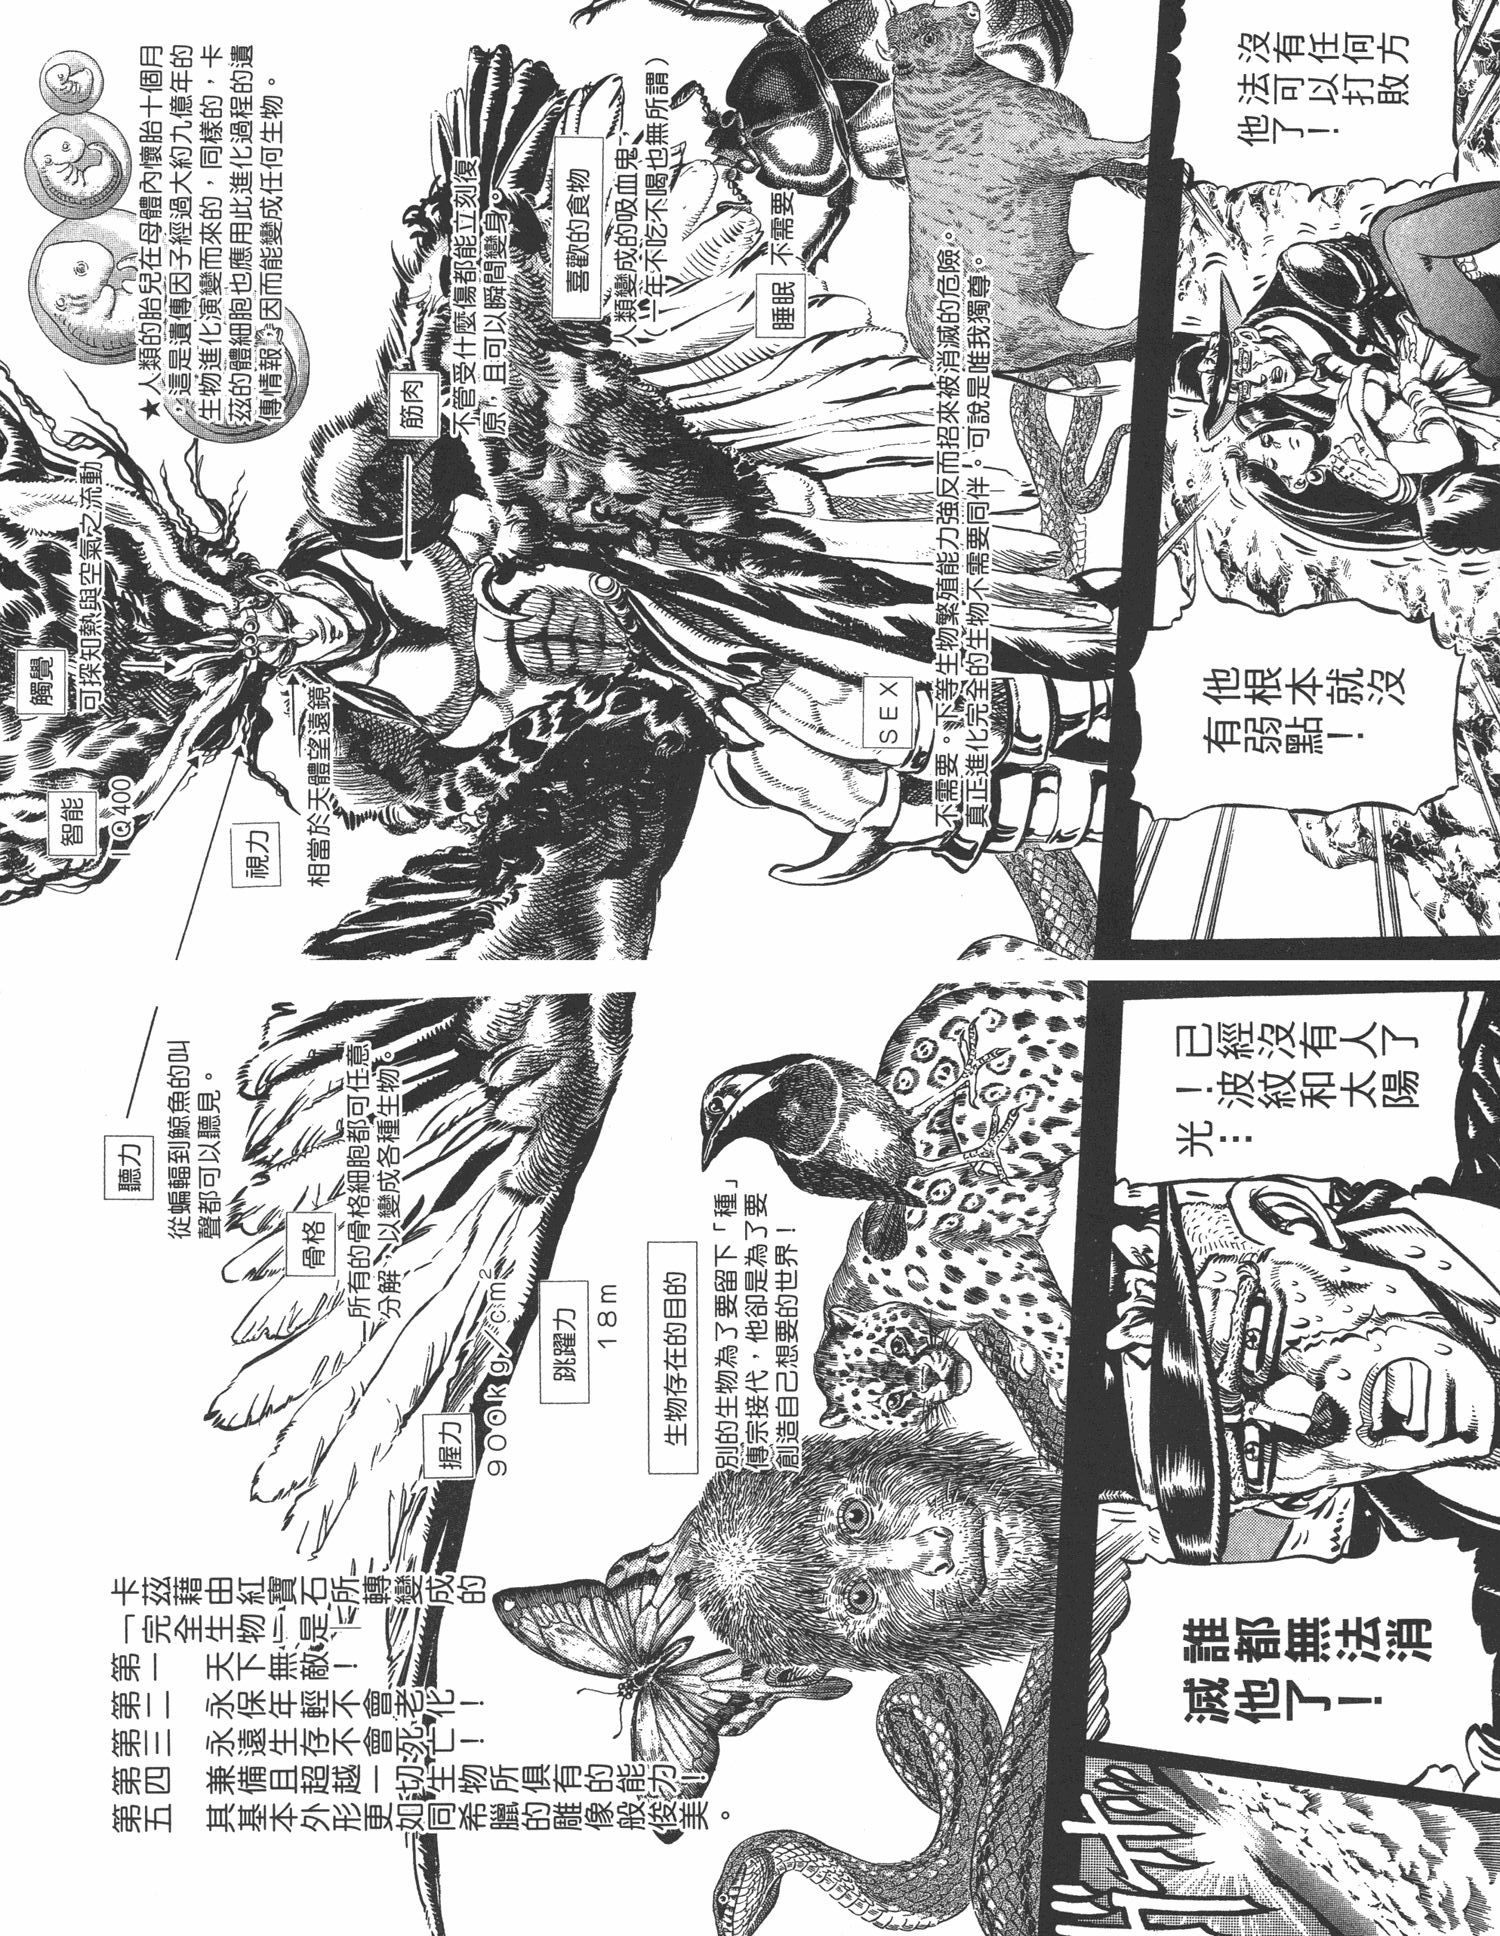 ★人類的胎兒在母體內懷胎十個月
，這是遺傳因子經過大約九億年的
生物進化演變而來的，同樣的，卡
茲的體細胞也應用此進化過程的遺
傳情報，因而能變成任何生物。
觸覺
可探知熱與空氣之流動
智能
IQ400
視力
相當於天體望遠鏡
筋肉
不管受什麼傷都能立刻復
原，且可以瞬間變身。
喜歡的食物
人類變成的吸血鬼，
(一年不吃不喝也無所謂)
睡眠
不需要
SEX
不需要。下等生物繁殖能力強反而招來被消滅的危險。
真正進化完全的生物不需要同伴。可說是唯我獨尊。
沒有任何方
法可以打敗
他了！
他根本就沒
有弱點！
聽力
從蝙輻到鯨魚的叫
聲都可以聽見。
骨格
所有的骨格細胞都可任意
分解，以變成各種生物。
握力
900kg/cm²
跳躍力
18m
生物存在的目的
別的生物為了要留下「種」
傳宗接代，他卻是為了要
創造自己想要的世界！
卡茲藉由紅寶石所轉變成的
「完全生物」是！
第一　天下無敵！
第二　永保年輕不會老化！
第三　永遠生存不會死亡！
第四　兼備且超越一切生物所俱有的能力！
第五　其基本外形更如同希臘的雕像般俊美。
已經沒有人了
！波紋和太陽
光…
誰都無法消
滅他了！